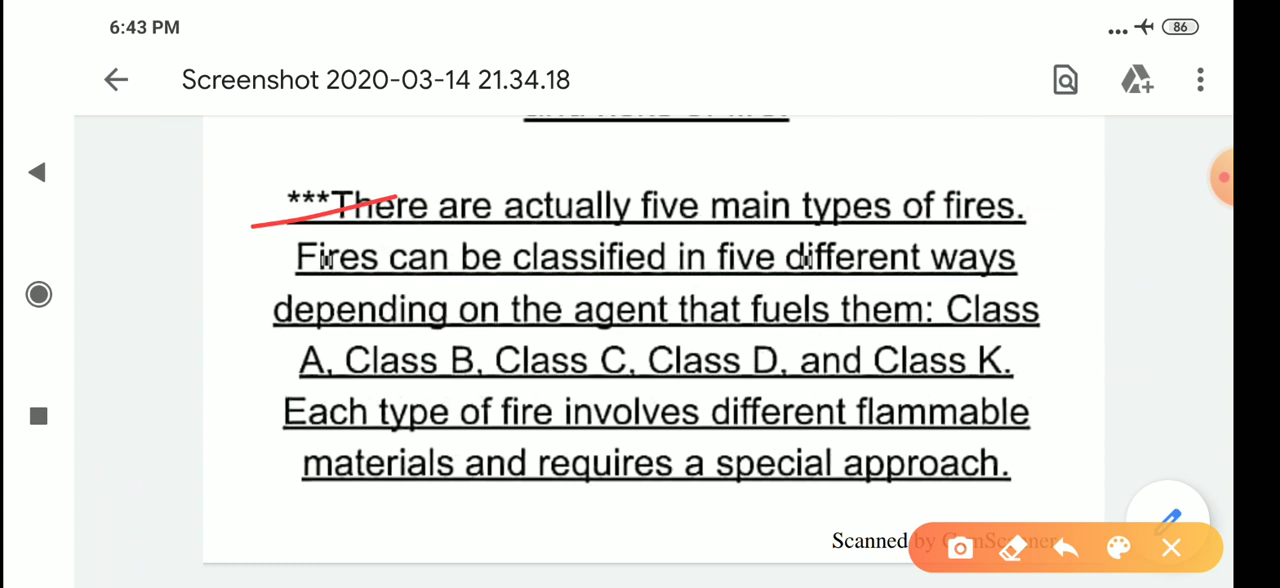 6:43 PM
86
Screenshot 2020-03-14 21.34.18
***There are actually five main types of fires.
Fires can be classified in five different ways
depending on the agent that fuels them: Class
A, Class B, Class C, Class D, and Class K.
Each type of fire involves different flammable
materials and requires a special approach.
Scanned by CamScanner